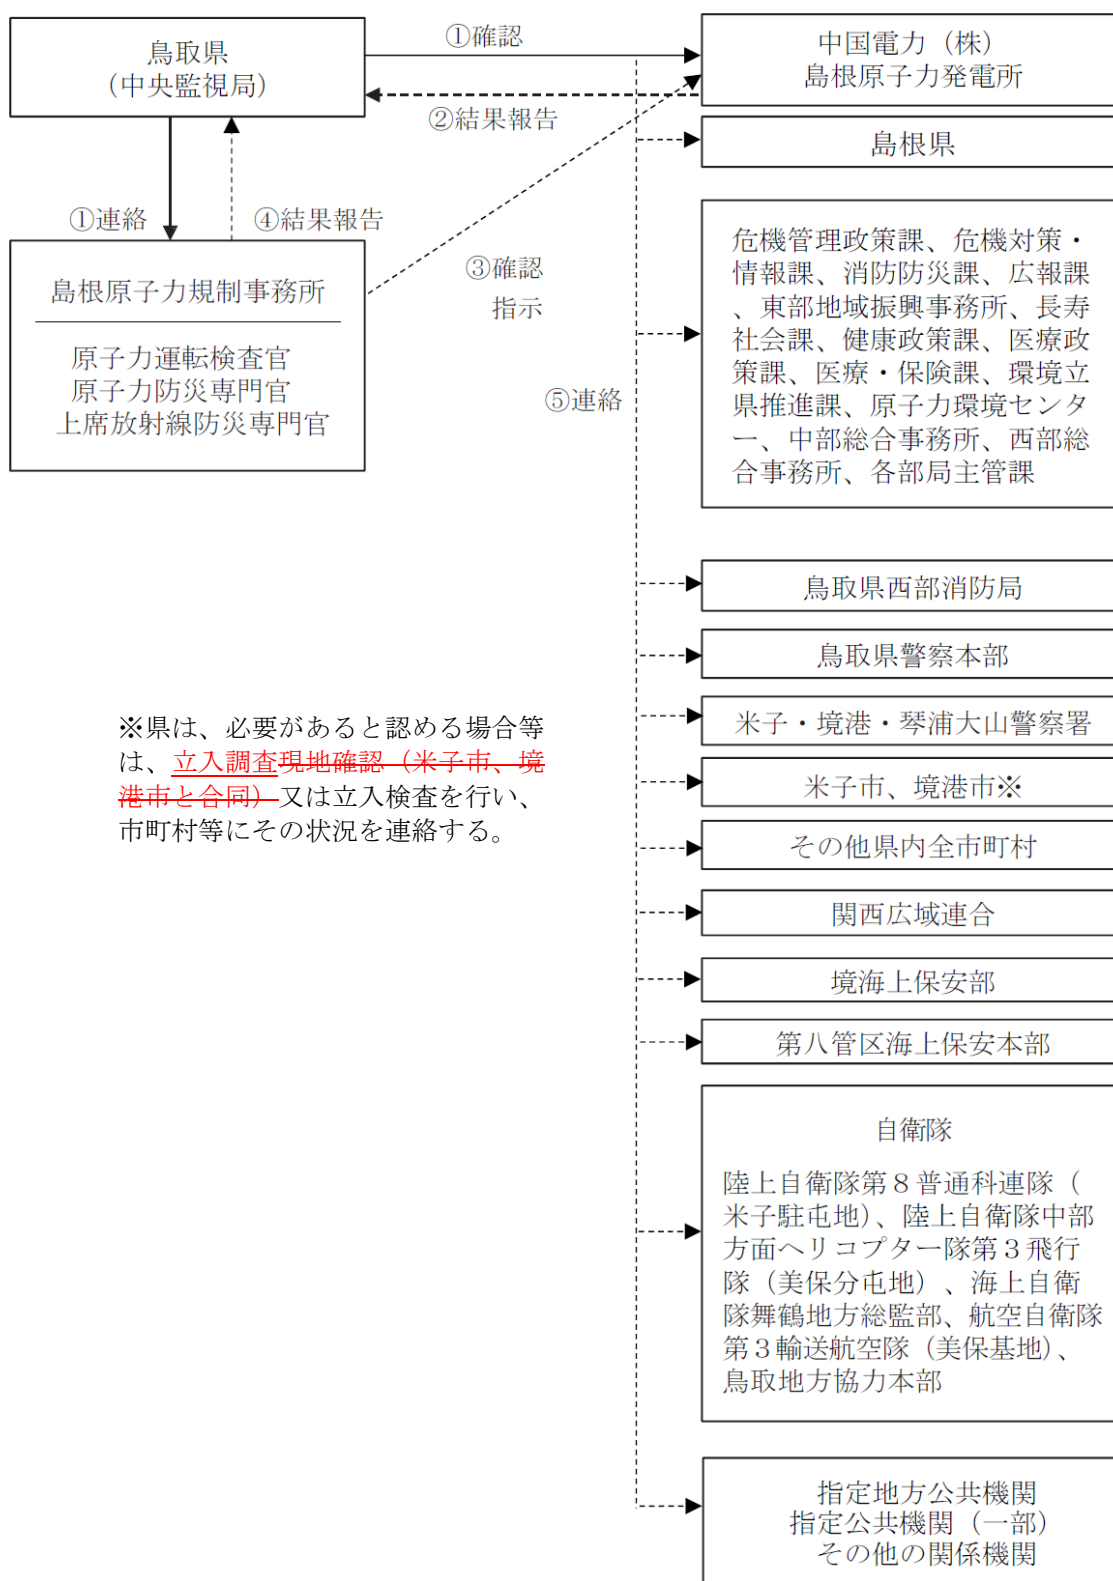 鳥取県
（中央監視局）
①確認
中国電力（株）
島根原子力発電所
②結果報告
島根県
①連絡
④結果報告
島根原子力規制事務所
原子力運転検査官
原子力防災専門官
上席放射線防災専門官
③確認
指示
⑤連絡
危機管理政策課、危機対策・
情報課、消防防災課、広報課
、東部地域振興事務所、長寿
社会課、健康政策課、医療政
策課、医療・保険課、環境立
県推進課、原子力環境センタ
ー、中部総合事務所、西部総
合事務所、各部局主管課
鳥取県西部消防局
鳥取県警察本部
米子・境港・琴浦大山警察署
米子市、境港市※
その他県内全市町村
関西広域連合
境海上保安部
第八管区海上保安本部
※県は、必要があると認める場合等
は、立入調査現地確認（米子市、境
港市と合同）又は立入検査を行い、
市町村等にその状況を連絡する。
自衛隊
陸上自衛隊第８普通科連隊（
米子駐屯地）、陸上自衛隊中部
方面ヘリコプター隊第３飛行
隊（美保分屯地）、海上自衛
隊舞鶴地方総監部、航空自衛隊
第３輸送航空隊（美保基地）、
鳥取地方協力本部
指定地方公共機関
指定公共機関（一部）
その他の関係機関